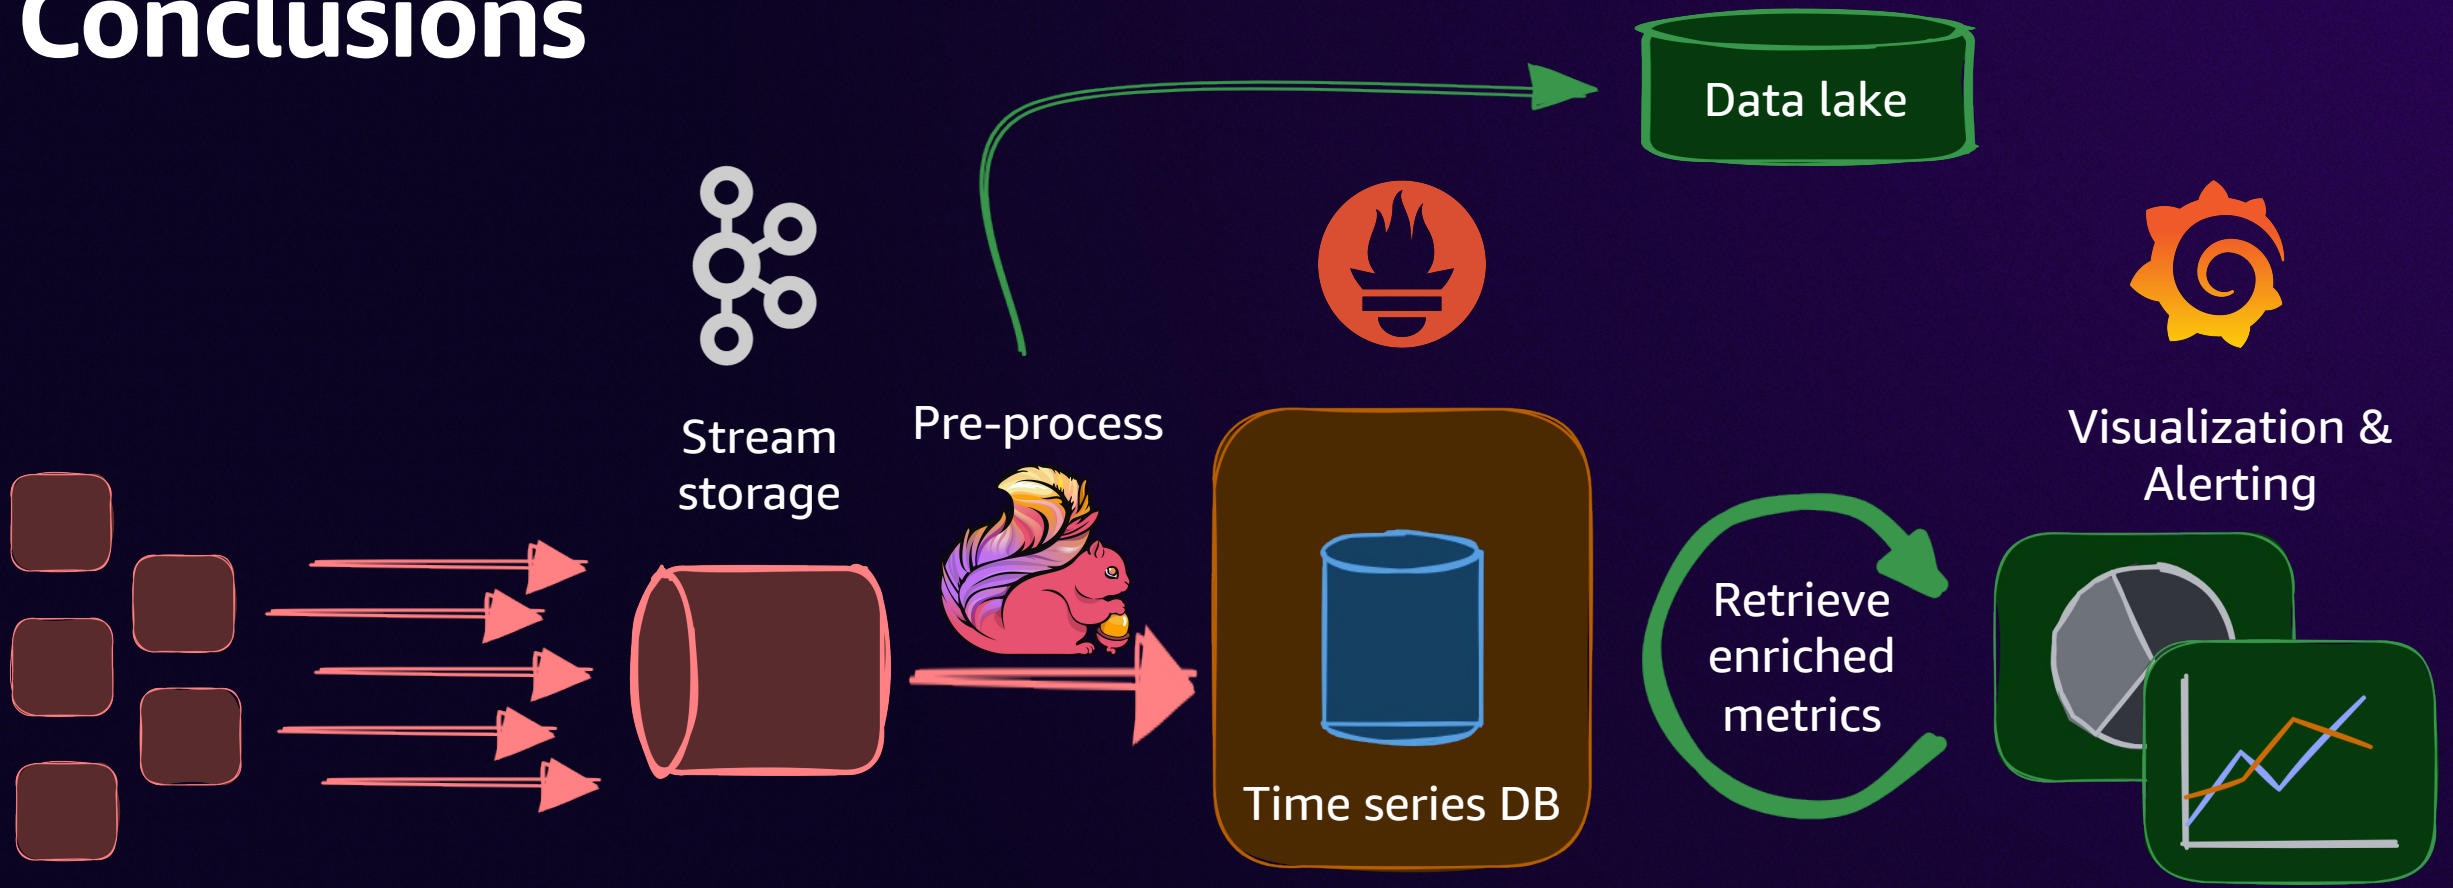 Conclusions
Data lake
Stream
storage
Pre-process
Visualization &
Alerting
Retrieve
enriched
metrics
Time series DB